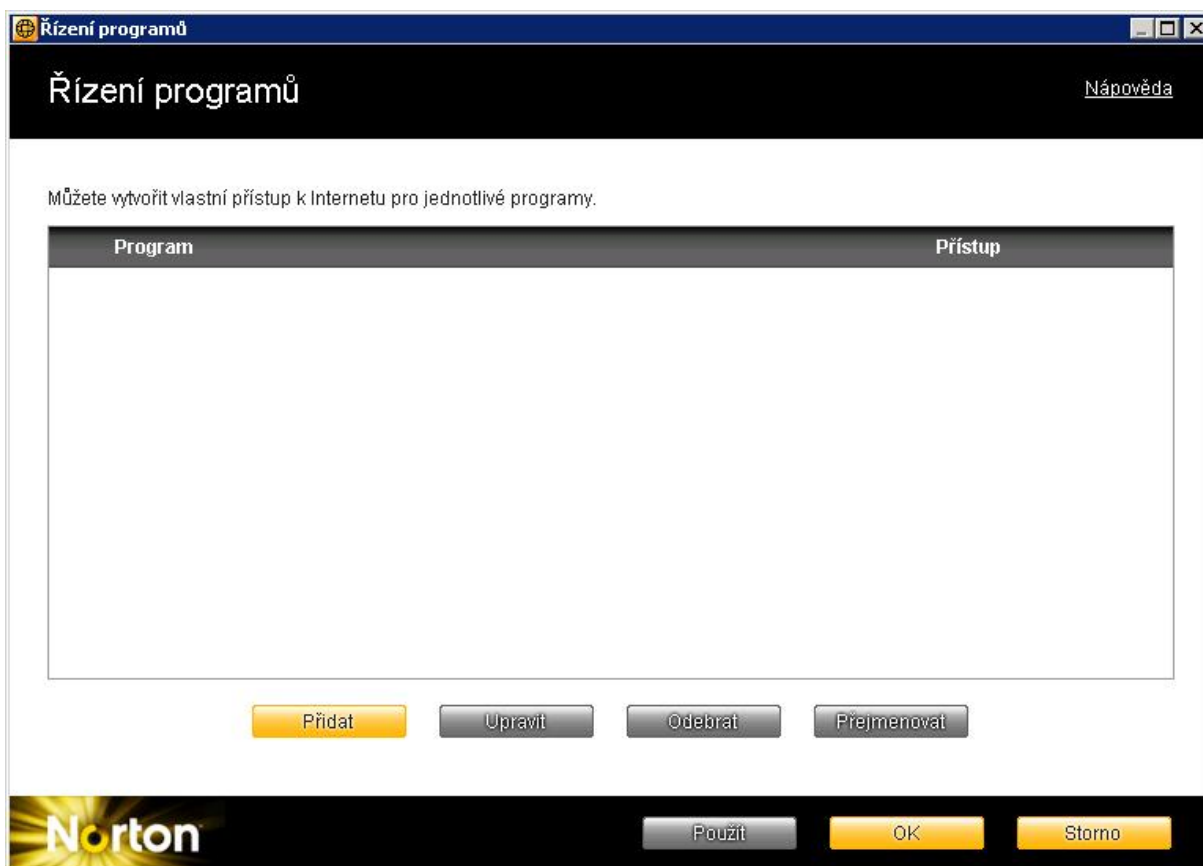 Řízení programů
Řízení programů
Nápověda
Můžete vytvořit vlastní přístup k Internetu pro jednotlivé programy.
Program Přístup
Přidat Upravit Odebrat Přejmenovat
Norton
Použít OK Storno